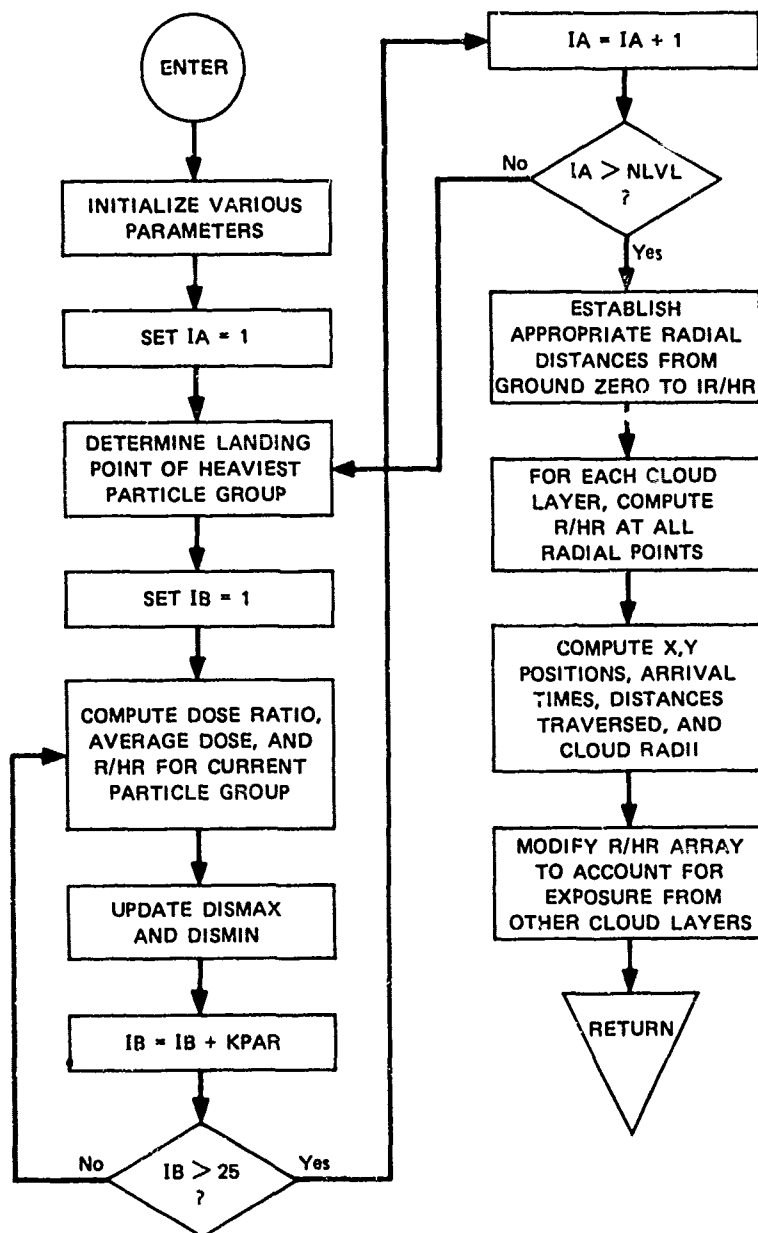 ENTER
INITIALIZE VARIOUS
PARAMETERS
SET IA = 1
DETERMINE LANDING
POINT OF HEAVIEST
PARTICLE GROUP
SET IB = 1
COMPUTE DOSE RATIO,
AVERAGE DOSE, AND
R/HR FOR CURRENT
PARTICLE GROUP
UPDATE DISMAX
AND DISMIN
IB = IB + KPAR
No
IB > 25
?
Yes
IA = IA + 1
No
IA > NLVL
?
Yes
ESTABLISH
APPROPRIATE RADIAL
DISTANCES FROM
GROUND ZERO TO IR/HR
FOR EACH CLOUD
LAYER, COMPUTE
R/HR AT ALL
RADIAL POINTS
COMPUTE X,Y
POSITIONS, ARRIVAL
TIMES, DISTANCES
TRAVERSED, AND
CLOUD RADII
MODIFY R/HR ARRAY
TO ACCOUNT FOR
EXPOSURE FROM
OTHER CLOUD LAYERS
RETURN